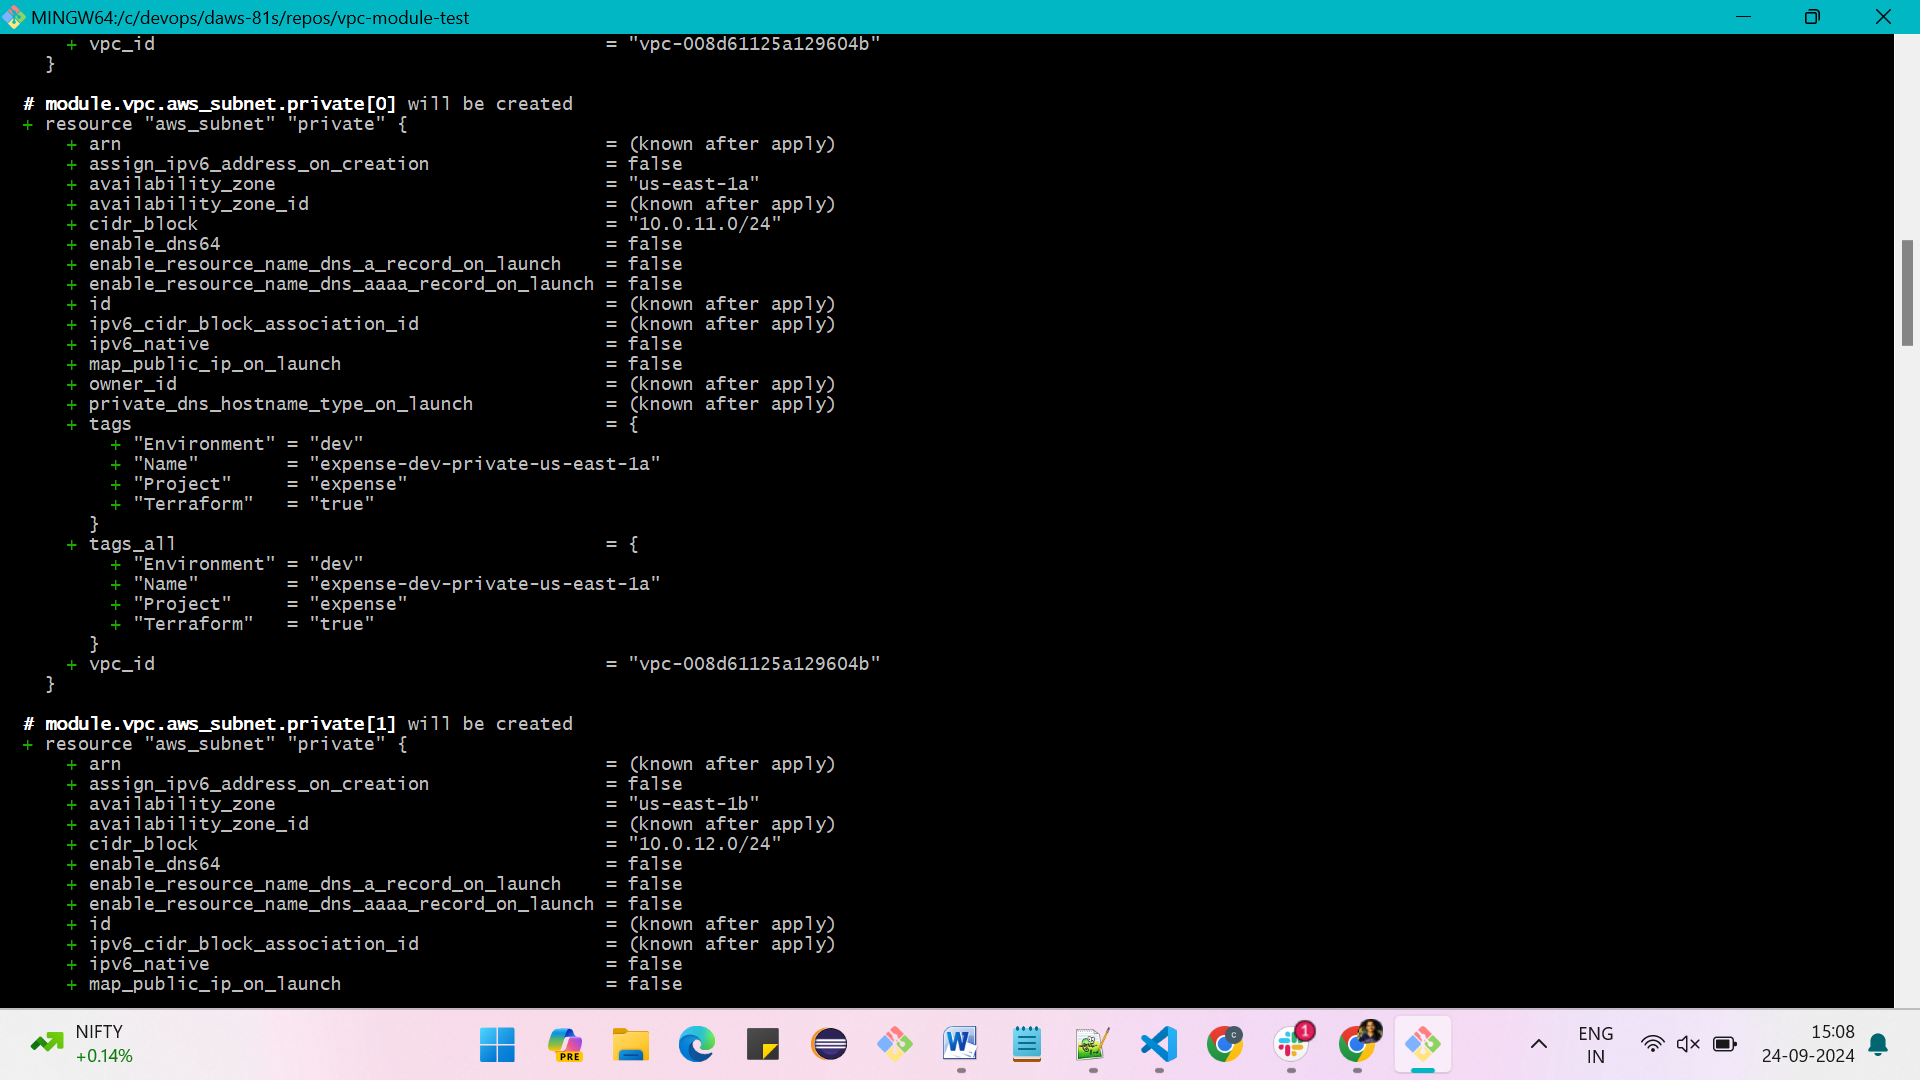 MINGW64:/c/devops/daws-81s/repos/vpc-module-test
+ vpc_id = "vpc-008d61125a129604b"
}
# module.vpc.aws_subnet.private[0] will be created
+ resource "aws_subnet" "private" {
+ arn = (known after apply)
+ assign_ipv6_address_on_creation = false
+ availability_zone = "us-east-1a"
+ availability_zone_id = (known after apply)
+ cidr_block = "10.0.11.0/24"
+ enable_dns64 = false
+ enable_resource_name_dns_a_record_on_launch = false
+ enable_resource_name_dns_aaaa_record_on_launch = false
+ id = (known after apply)
+ ipv6_cidr_block_association_id = (known after apply)
+ ipv6_native = false
+ map_public_ip_on_launch = false
+ owner_id = (known after apply)
+ private_dns_hostname_type_on_launch = (known after apply)
+ tags = {
+ "Environment" = "dev"
+ "Name" = "expense-dev-private-us-east-1a"
+ "Project" = "expense"
+ "Terraform" = "true"
}
+ tags_all = {
+ "Environment" = "dev"
+ "Name" = "expense-dev-private-us-east-1a"
+ "Project" = "expense"
+ "Terraform" = "true"
}
+ vpc_id = "vpc-008d61125a129604b"
}
# module.vpc.aws_subnet.private[1] will be created
+ resource "aws_subnet" "private" {
+ arn = (known after apply)
+ assign_ipv6_address_on_creation = false
+ availability_zone = "us-east-1b"
+ availability_zone_id = (known after apply)
+ cidr_block = "10.0.12.0/24"
+ enable_dns64 = false
+ enable_resource_name_dns_a_record_on_launch = false
+ enable_resource_name_dns_aaaa_record_on_launch = false
+ id = (known after apply)
+ ipv6_cidr_block_association_id = (known after apply)
+ ipv6_native = false
+ map_public_ip_on_launch = false
NIFTY
+0.14%
PRE
W
C
1
ENG
IN
15:08
24-09-2024